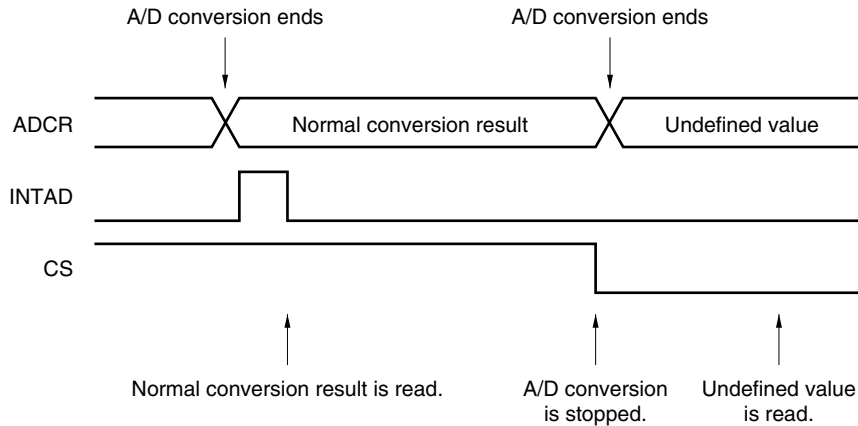 A/D conversion ends
A/D conversion ends
ADCR
Normal conversion result
Undefined value
INTAD
CS
Normal conversion result is read.
A/D conversion
is stopped.
Undefined value
is read.